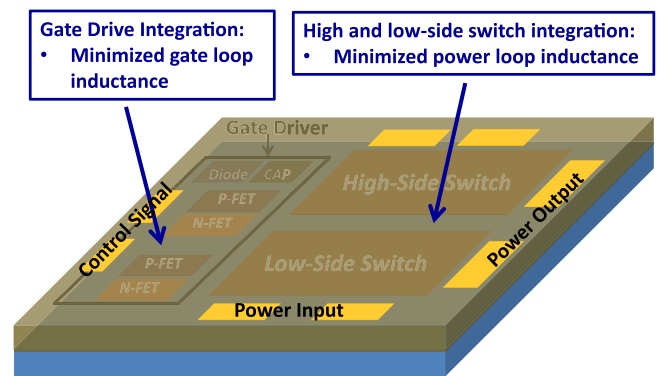 Gate Drive Integration:
• Minimized gate loop
inductance
High and low-side switch integration:
• Minimized power loop inductance
Gate Driver
Diode
CAP
P-FET
N-FET
P-FET
N-FET
High-Side Switch
Low-Side Switch
Control Signal
Power Output
Power Input